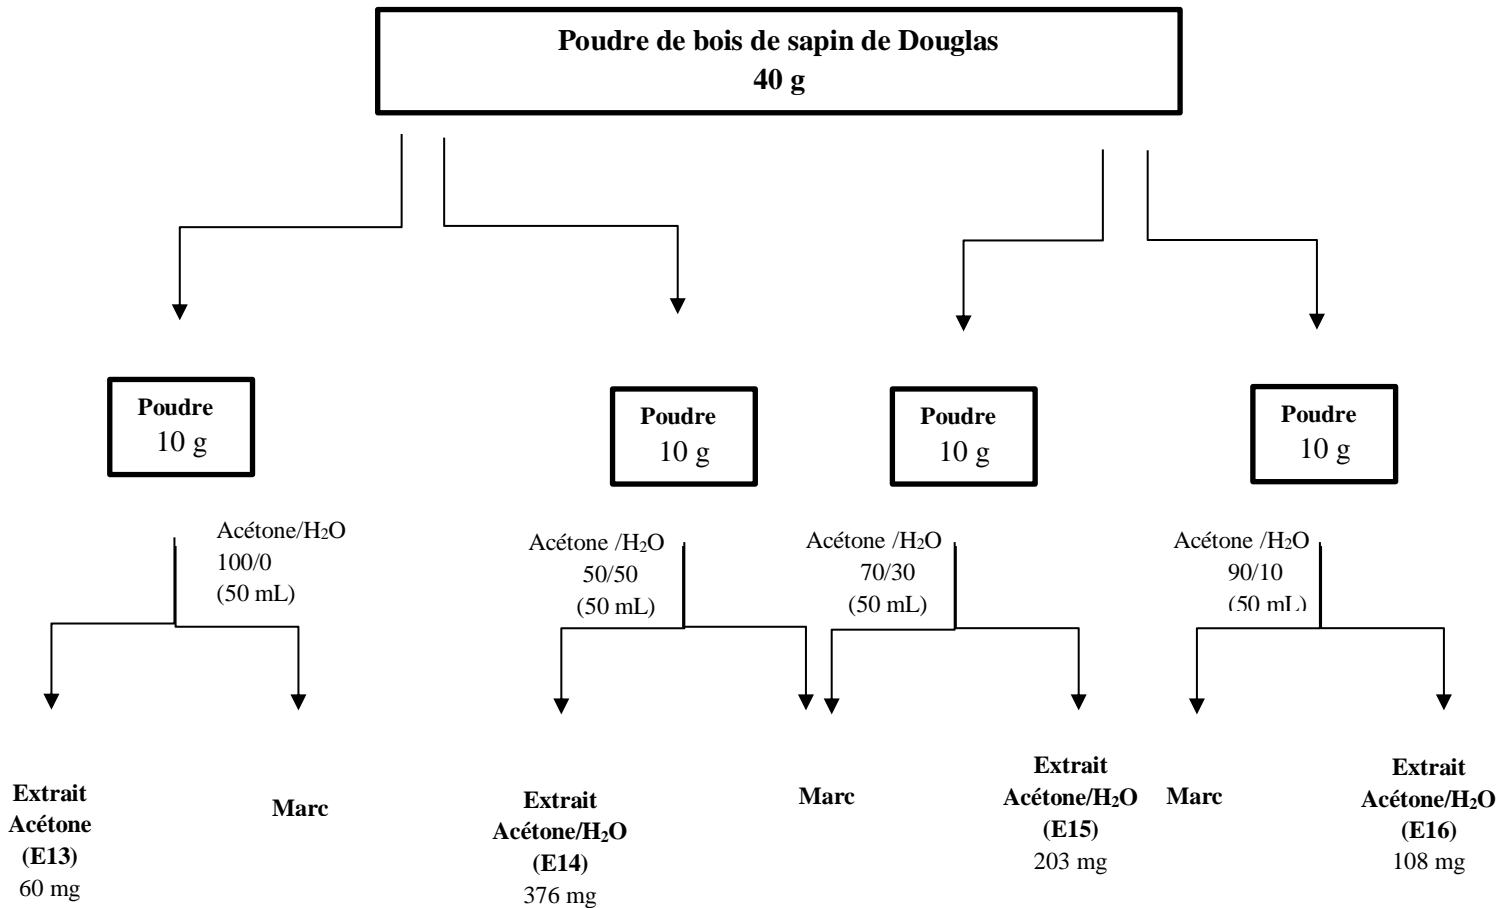 Poudre de bois de sapin de Douglas
40 g
Poudre
10 g
Poudre
10 g
Poudre
10 g
Poudre
10 g
Acétone/H₂O
100/0
(50 mL)
Acétone /H₂O
50/50
(50 mL)
Acétone /H₂O
70/30
(50 mL)
Acétone /H₂O
90/10
(50 mL)
Extrait
Acétone
(E13)
60 mg
Marc
Extrait
Acétone/H₂O
(E14)
376 mg
Marc
Extrait
Acétone/H₂O
(E15)
203 mg
Marc
Extrait
Acétone/H₂O
(E16)
108 mg